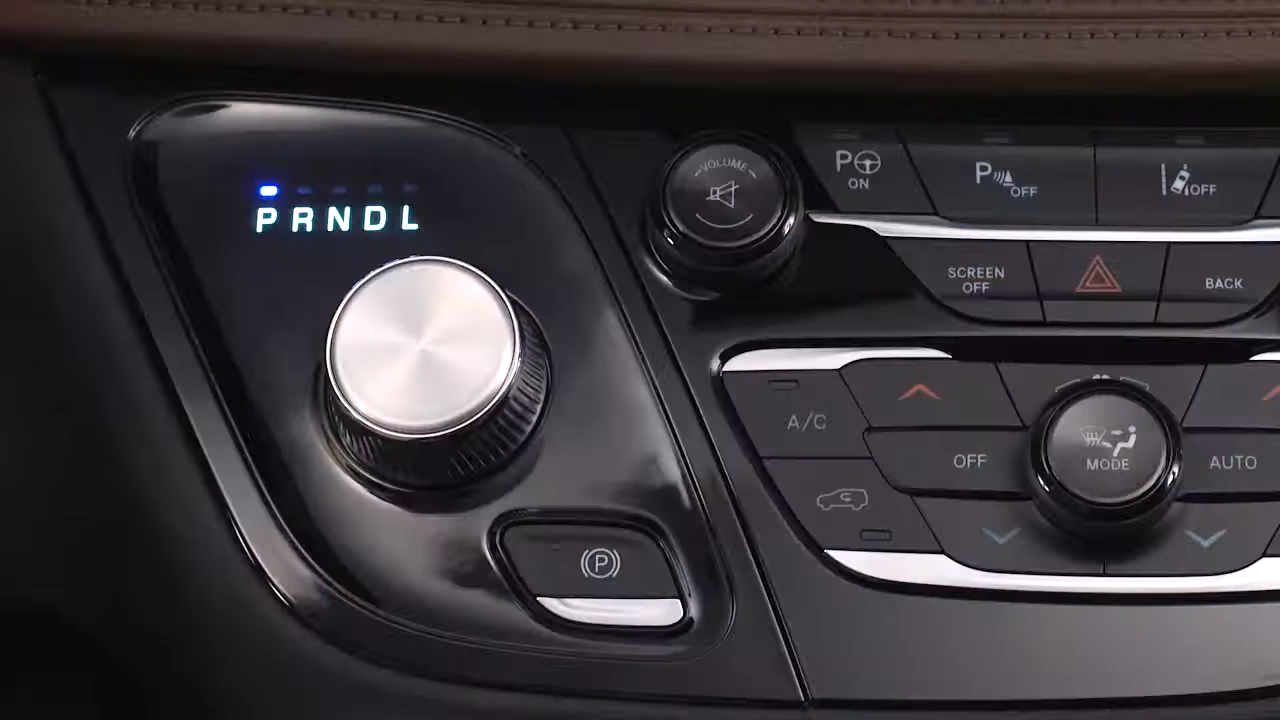 PRNDL
VOLUME
P
ON
P
OFF
OFF
SCREEN
OFF
BACK
A/C
OFF
MODE
AUTO
P